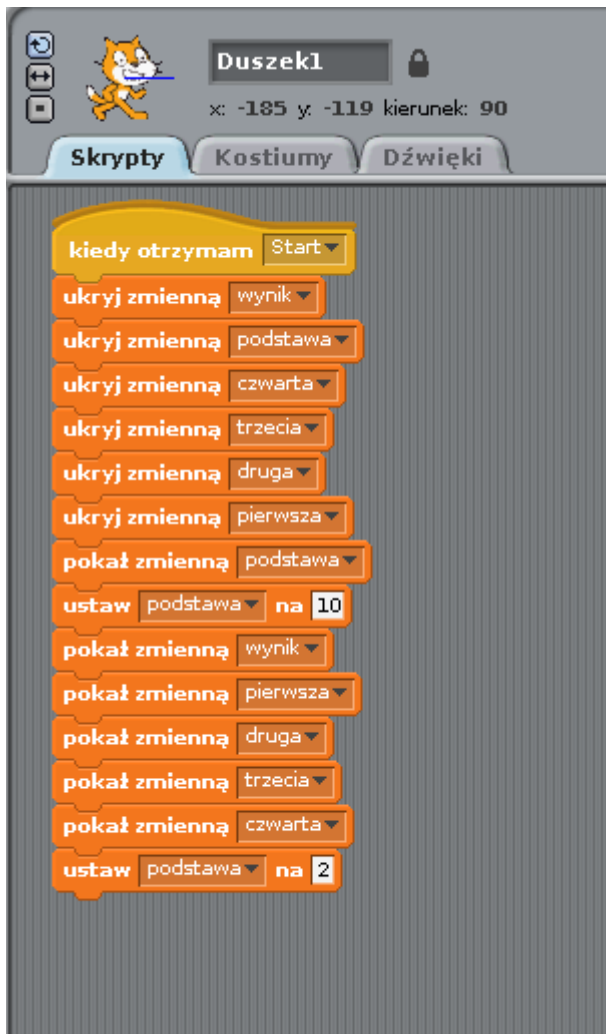 Duszek1
x: -185 y: -119 kierunek: 90
Skrypty Kostiumy Dźwięki
kiedy otrzymam Start
ukryj zmienną wynik
ukryj zmienną podstawa
ukryj zmienną czwarta
ukryj zmienną trzecia
ukryj zmienną druga
ukryj zmienną pierwsza
pokaż zmienną podstawa
ustaw podstawa na 10
pokaż zmienną wynik
pokaż zmienną pierwsza
pokaż zmienną druga
pokaż zmienną trzecia
pokaż zmienną czwarta
ustaw podstawa na 2